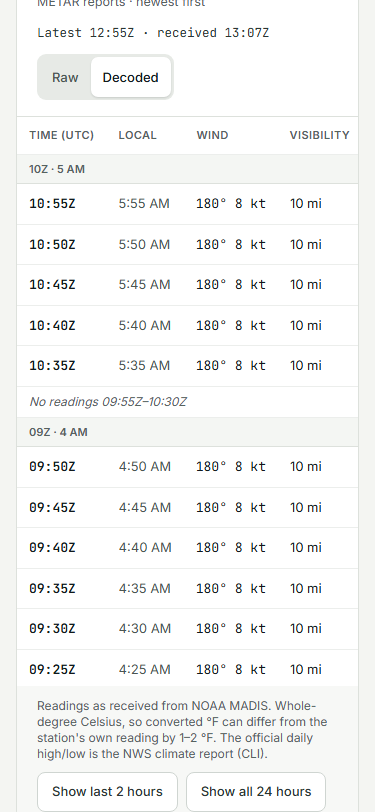 METAR reports · newest first
Latest 12:55Z · received 13:07Z
Raw Decoded
TIME (UTC) LOCAL WIND VISIBILITY
10Z · 5 AM
10:55Z 5:55 AM 180° 8 kt 10 mi
10:50Z 5:50 AM 180° 8 kt 10 mi
10:45Z 5:45 AM 180° 8 kt 10 mi
10:40Z 5:40 AM 180° 8 kt 10 mi
10:35Z 5:35 AM 180° 8 kt 10 mi
No readings 09:55Z–10:30Z
09Z · 4 AM
09:50Z 4:50 AM 180° 8 kt 10 mi
09:45Z 4:45 AM 180° 8 kt 10 mi
09:40Z 4:40 AM 180° 8 kt 10 mi
09:35Z 4:35 AM 180° 8 kt 10 mi
09:30Z 4:30 AM 180° 8 kt 10 mi
09:25Z 4:25 AM 180° 8 kt 10 mi
Readings as received from NOAA MADIS. Whole-
degree Celsius, so converted °F can differ from the
station's own reading by 1–2 °F. The official daily
high/low is the NWS climate report (CLI).
Show last 2 hours Show all 24 hours